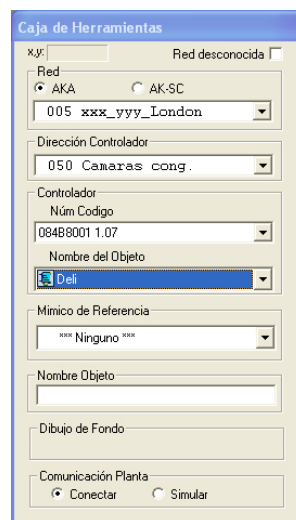 Caja de Herramientas
x,y:
Red desconocida
Red
AKA AK-SC
005 xxx_yyy_London
Dirección Controlador
050 Camaras cong.
Controlador
Núm Codigo
084B8001 1.07
Nombre del Objeto
Deli
Mimico de Referencia
*** Ninguno ***
Nombre Objeto
Dibujo de Fondo
Comunicación Planta
Conectar Simular